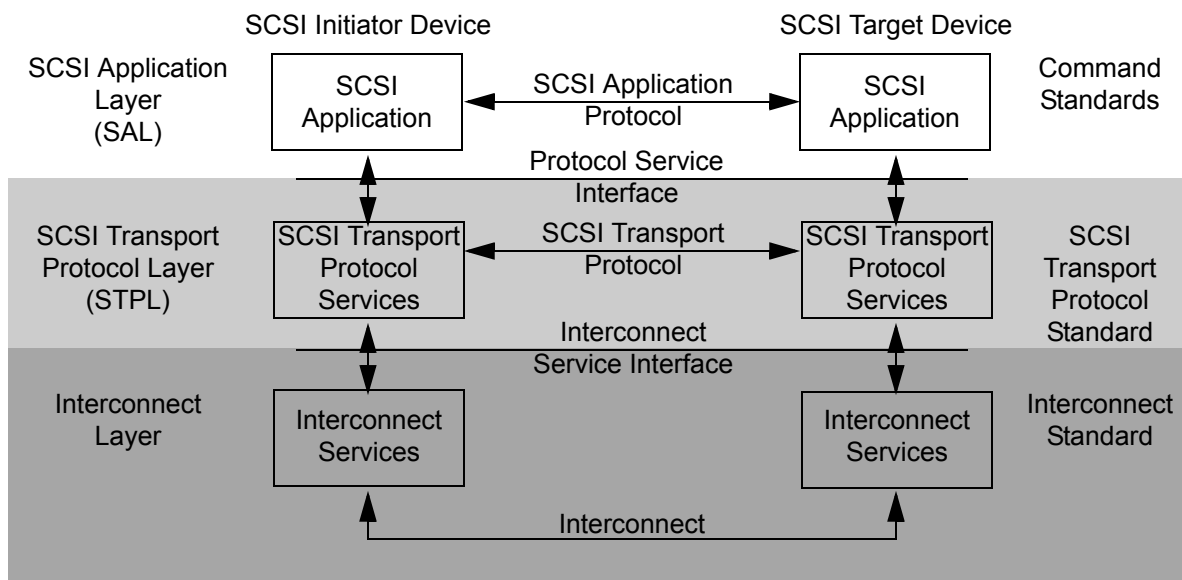 SCSI Initiator Device
SCSI Target Device
SCSI Application
Layer
(SAL)
SCSI
Application
SCSI Application
Protocol
SCSI
Application
Command
Standards
Protocol Service
Interface
SCSI Transport
Protocol Layer
(STPL)
SCSI Transport
Protocol
Services
SCSI Transport
Protocol
SCSI Transport
Protocol
Services
SCSI
Transport
Protocol
Standard
Interconnect
Service Interface
Interconnect
Layer
Interconnect
Services
Interconnect
Services
Interconnect
Standard
Interconnect